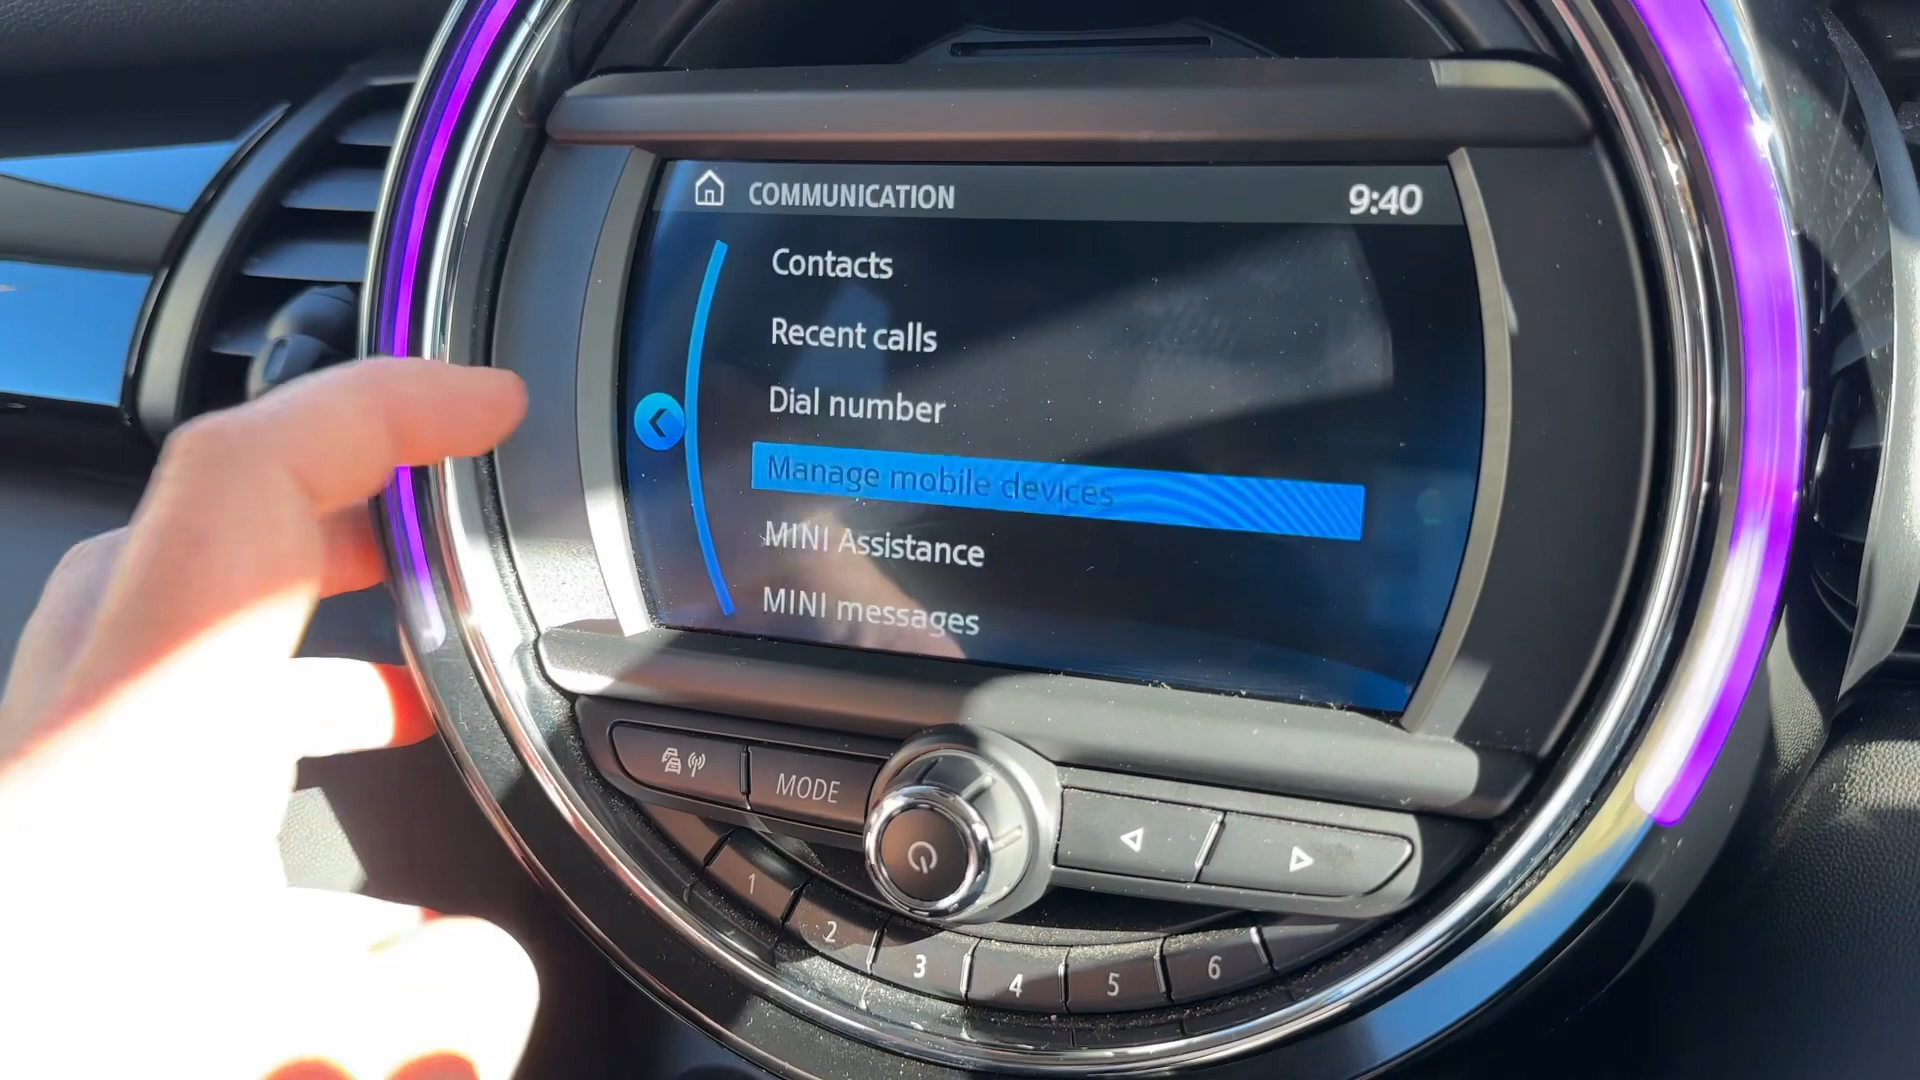 COMMUNICATION
9:40
Contacts
Recent calls
Dial number
Manage mobile devices
MINI Assistance
MINI messages
MODE
1
2
3
4
5
6